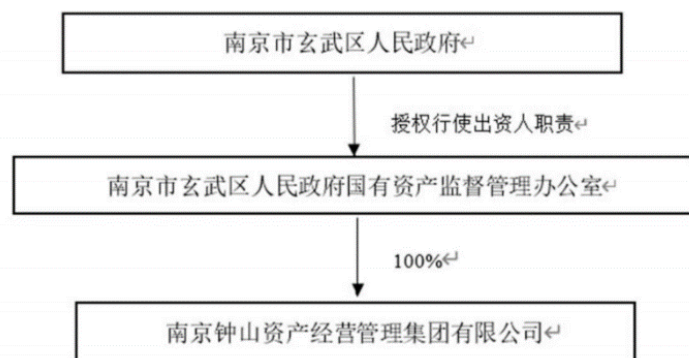 南京市玄武区人民政府↵
授权行使出资人职责↵
南京市玄武区人民政府国有资产监督管理办公室↵
100%↵
南京钟山资产经营管理集团有限公司↵